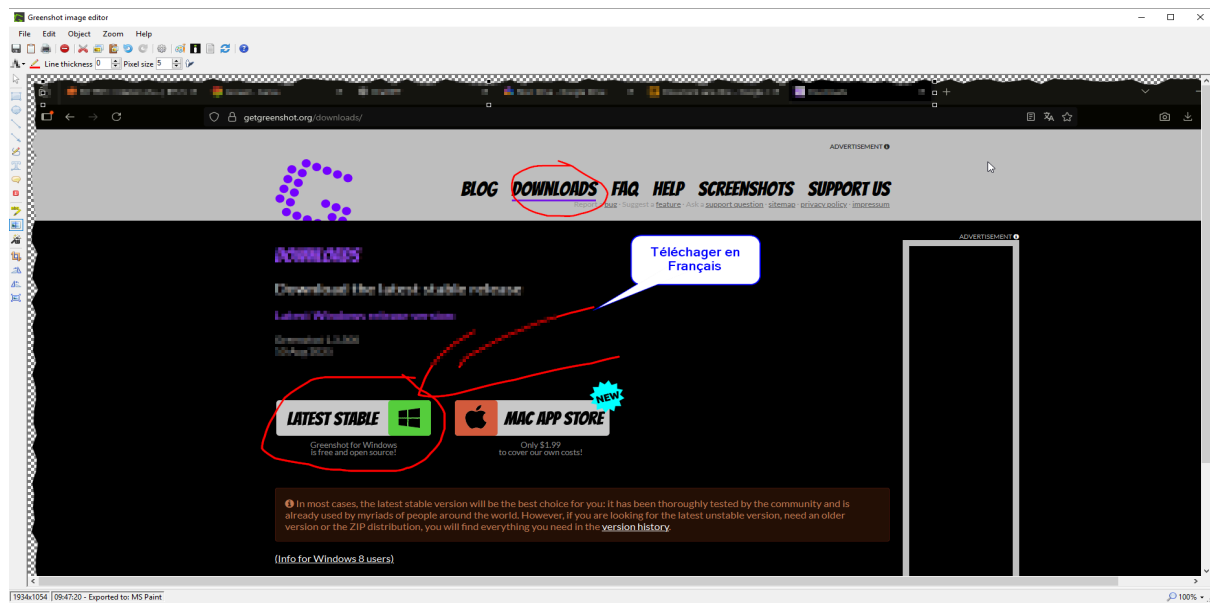 Greenshot image editor
File Edit Object Zoom Help
Line thickness 0 Pixel size 5
getgreenshot.org/downloads/
ADVERTISEMENT
BLOG DOWNLOADS FAQ HELP SCREENSHOTS SUPPORT US
Report a bug · Suggest a feature · Ask a support question · sitemap · privacy policy · impressum
ADVERTISEMENT
Téléchager en
Français
DOWNLOADS
Download the latest stable release
Latest Windows release version
LATEST STABLE
MAC APP STORE
NEW
Greenshot for Windows
is free and open source!
Only $1.99
to cover our own costs!
In most cases, the latest stable version will be the best choice for you: it has been thoroughly tested by the community and is
already used by myriads of people around the world. However, if you are looking for the latest unstable version, need an older
version or the ZIP distribution, you will find everything you need in the version history.
(Info for Windows 8 users)
1934x1054 09:47:20 - Exported to: MS Paint
100%